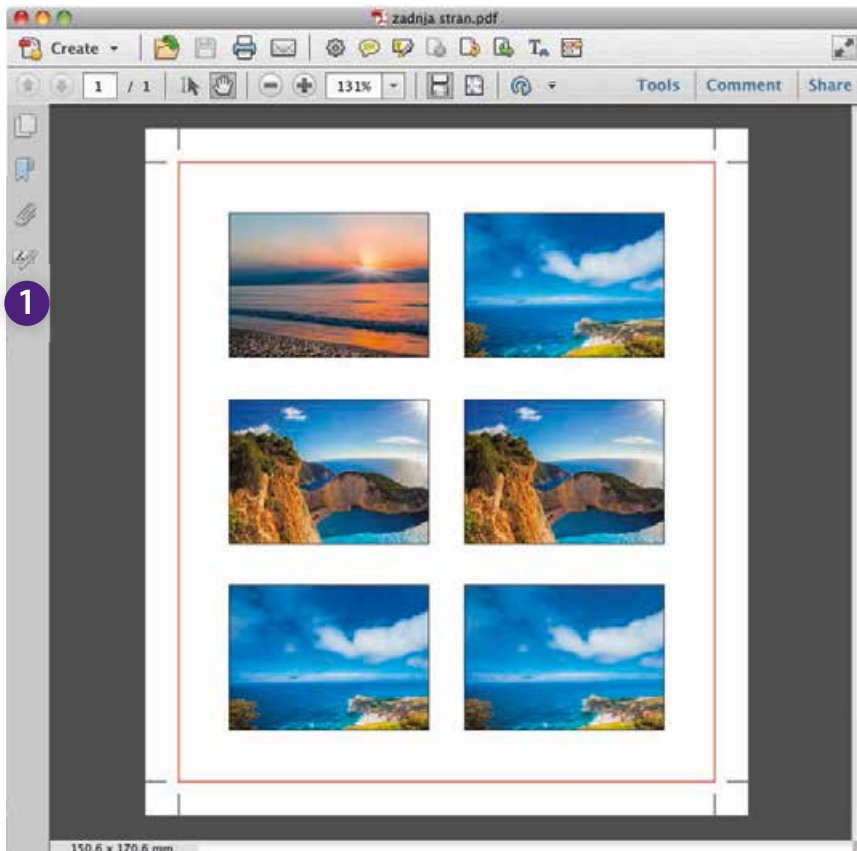 zadnja stran.pdf
Create
1 / 1
131%
Tools
Comment
Share
1
150,6 x 170,6 mm